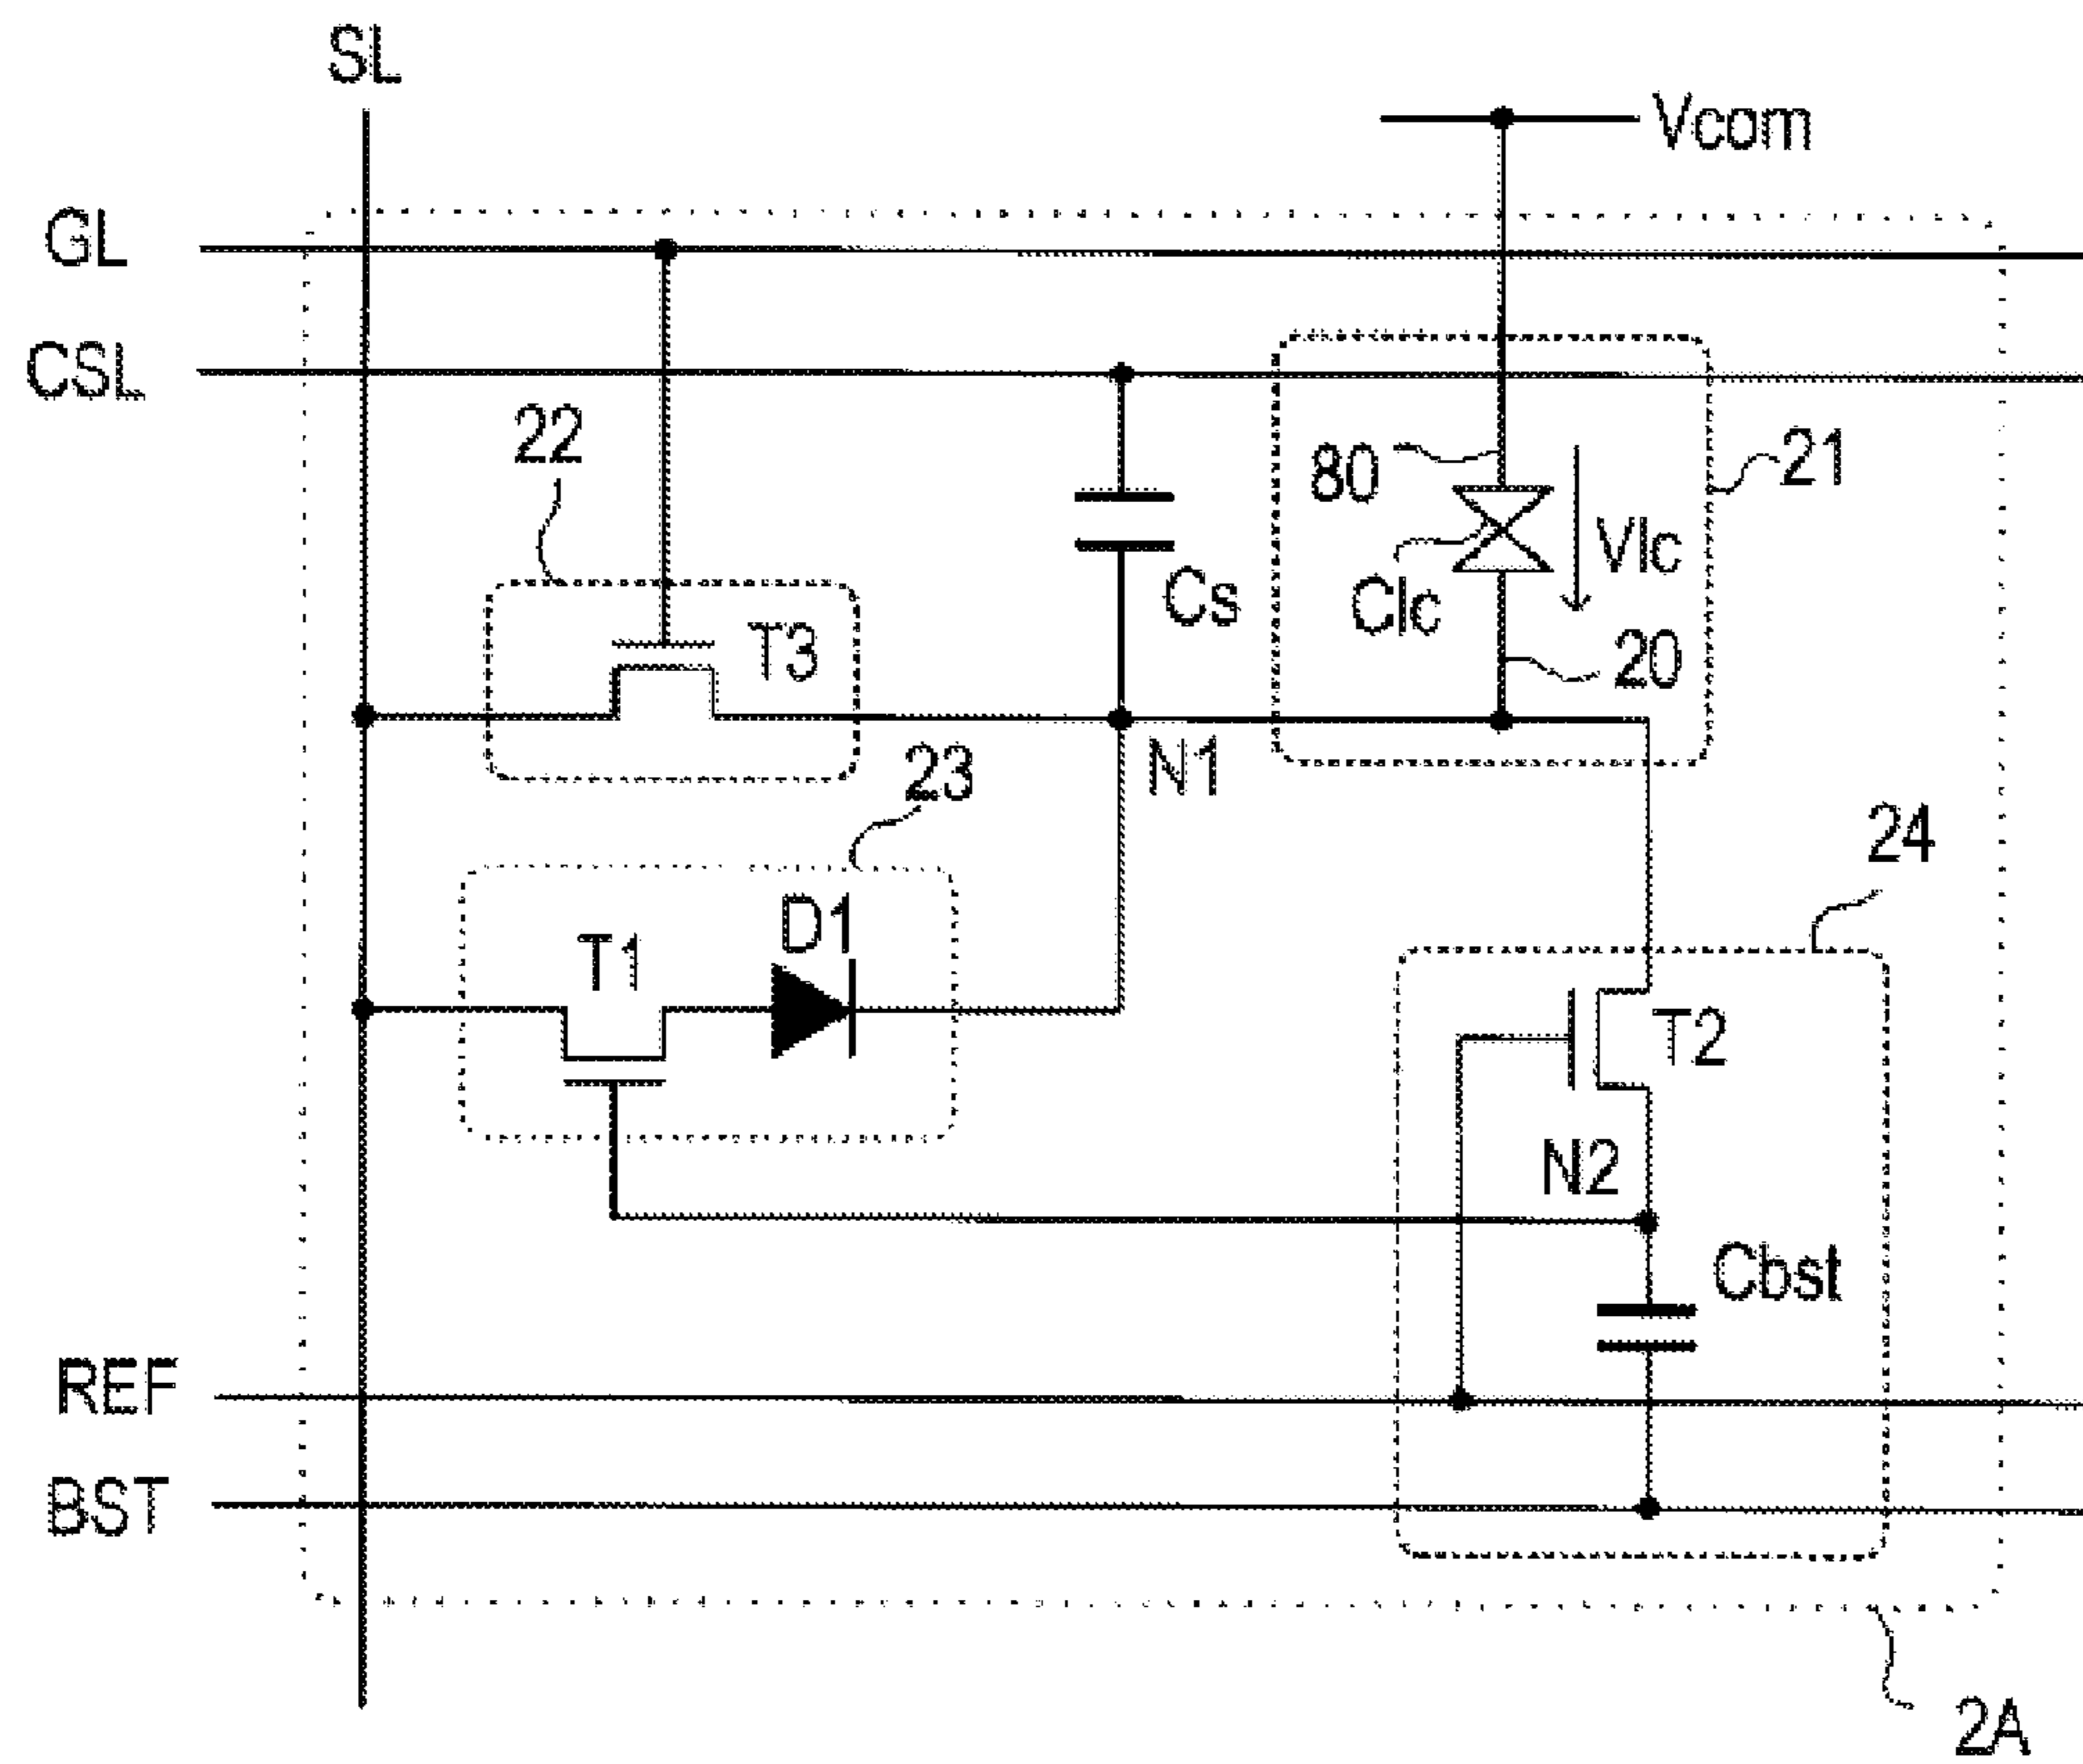 SL
Vcom
GL
CSL
22
80
21
Vlc
Clc
Cs
20
T3
N1
23
24
D1
T1
T2
N2
Cbst
REF
BST
2A